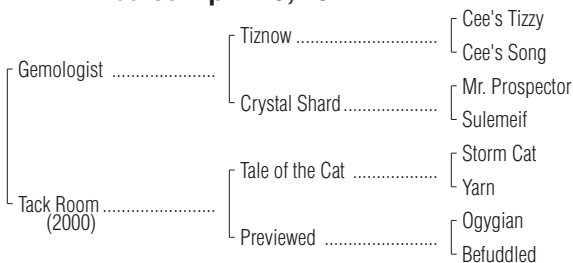 Cee's Tizzy
Tiznow
Cee's Song
Gemologist
Mr. Prospector
Crystal Shard
Sulemeif
Storm Cat
Tale of the Cat
Yarn
Tack Room
(2000)
Ogygian
Previewed
Befuddled